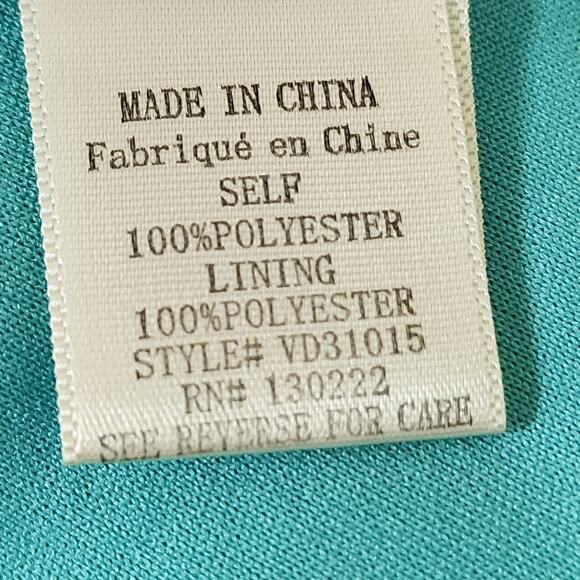 MADE IN CHINA
Fabriqué en Chine
SELF
100%POLYESTER
LINING
100%POLYESTER
STYLE# VD31015
RN# 130222
SEE REVERSE FOR CARE